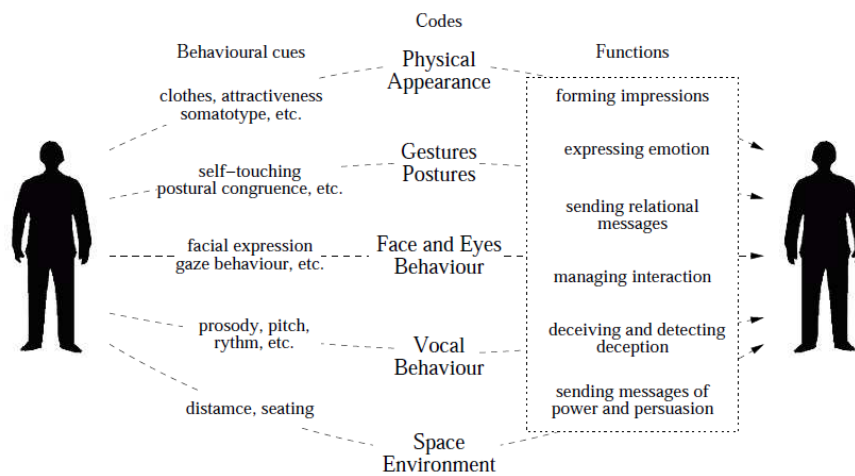 Codes
Behavioural cues
Functions
Physical
Appearance
clothes, attractiveness
somatotype, etc.
forming impressions
Gestures
Postures
self-touching
postural congruence, etc.
expressing emotion
sending relational
messages
Face and Eyes
Behaviour
facial expression
gaze behaviour, etc.
managing interaction
prosody, pitch,
rythm, etc.
Vocal
Behaviour
deceiving and detecting
deception
distamce, seating
sending messages of
power and persuasion
Space
Environment